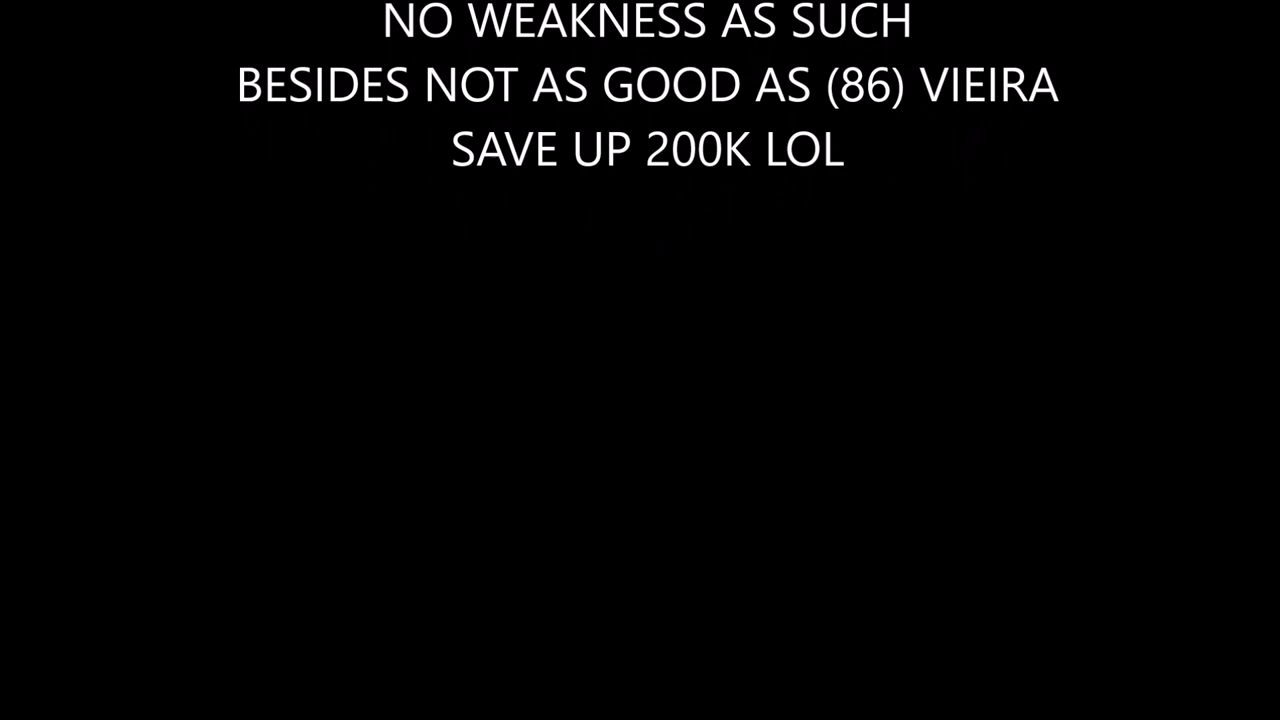 NO WEAKNESS AS SUCH
BESIDES NOT AS GOOD AS (86) VIEIRA
SAVE UP 200K LOL